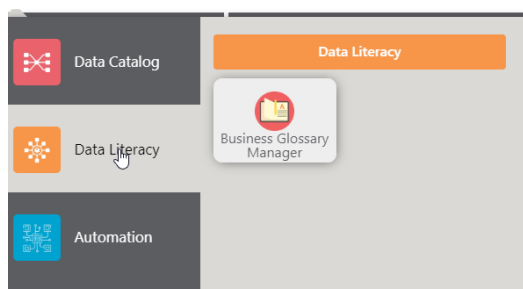 Data Catalog
Data Literacy
Automation
Data Literacy
Business Glossary
Manager